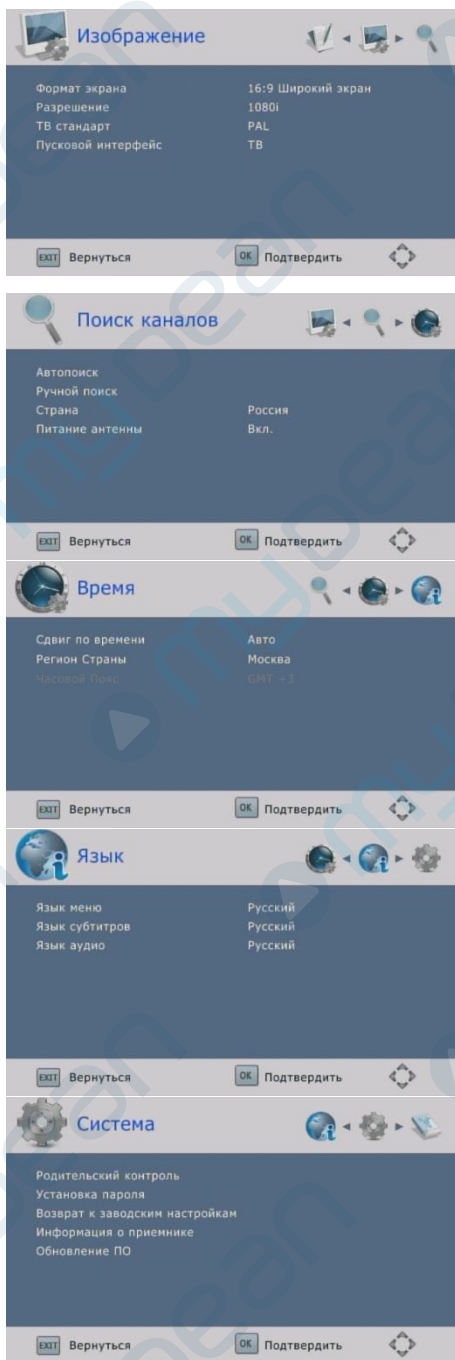 Изображение
Формат экрана 16:9 Широкий экран
Разрешение 1080i
ТВ стандарт PAL
Пусковой интерфейс ТВ
EXIT Вернуться OK Подтвердить
Поиск каналов
Автопоиск
Ручной поиск
Страна Россия
Питание антенны Вкл.
EXIT Вернуться OK Подтвердить
Время
Сдвиг по времени Авто
Регион Страны Москва
Часовой Пояс GMT +3
EXIT Вернуться OK Подтвердить
Язык
Язык меню Русский
Язык субтитров Русский
Язык аудио Русский
EXIT Вернуться OK Подтвердить
Система
Родительский контроль
Установка пароля
Возврат к заводским настройкам
Информация о приемнике
Обновление ПО
EXIT Вернуться OK Подтвердить
mydean